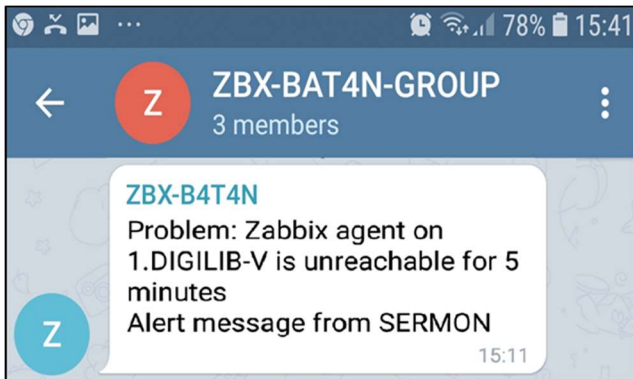 78% 15:41
Z
ZBX-BAT4N-GROUP
3 members
ZBX-B4T4N
Problem: Zabbix agent on
1.DIGILIB-V is unreachable for 5
minutes
Alert message from SERMON
Z
15:11